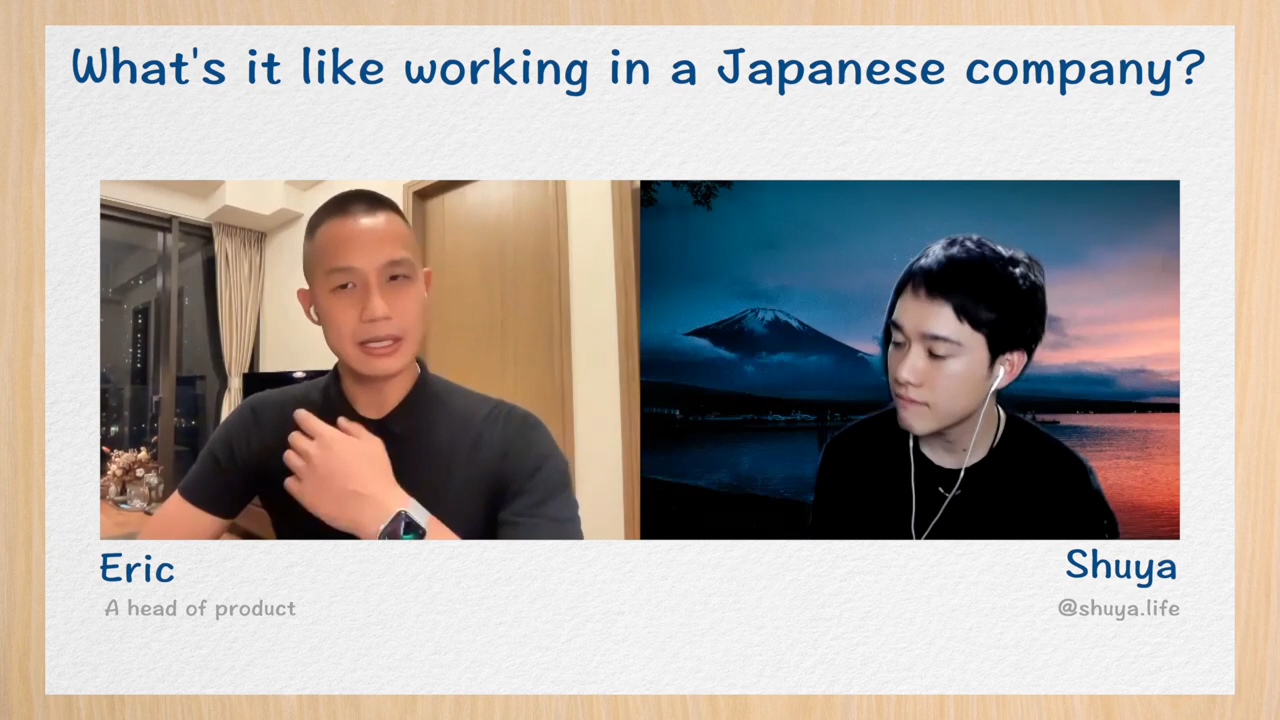 What's it like working in a Japanese company?
Eric
Shuya
A head of product
@shuya.life